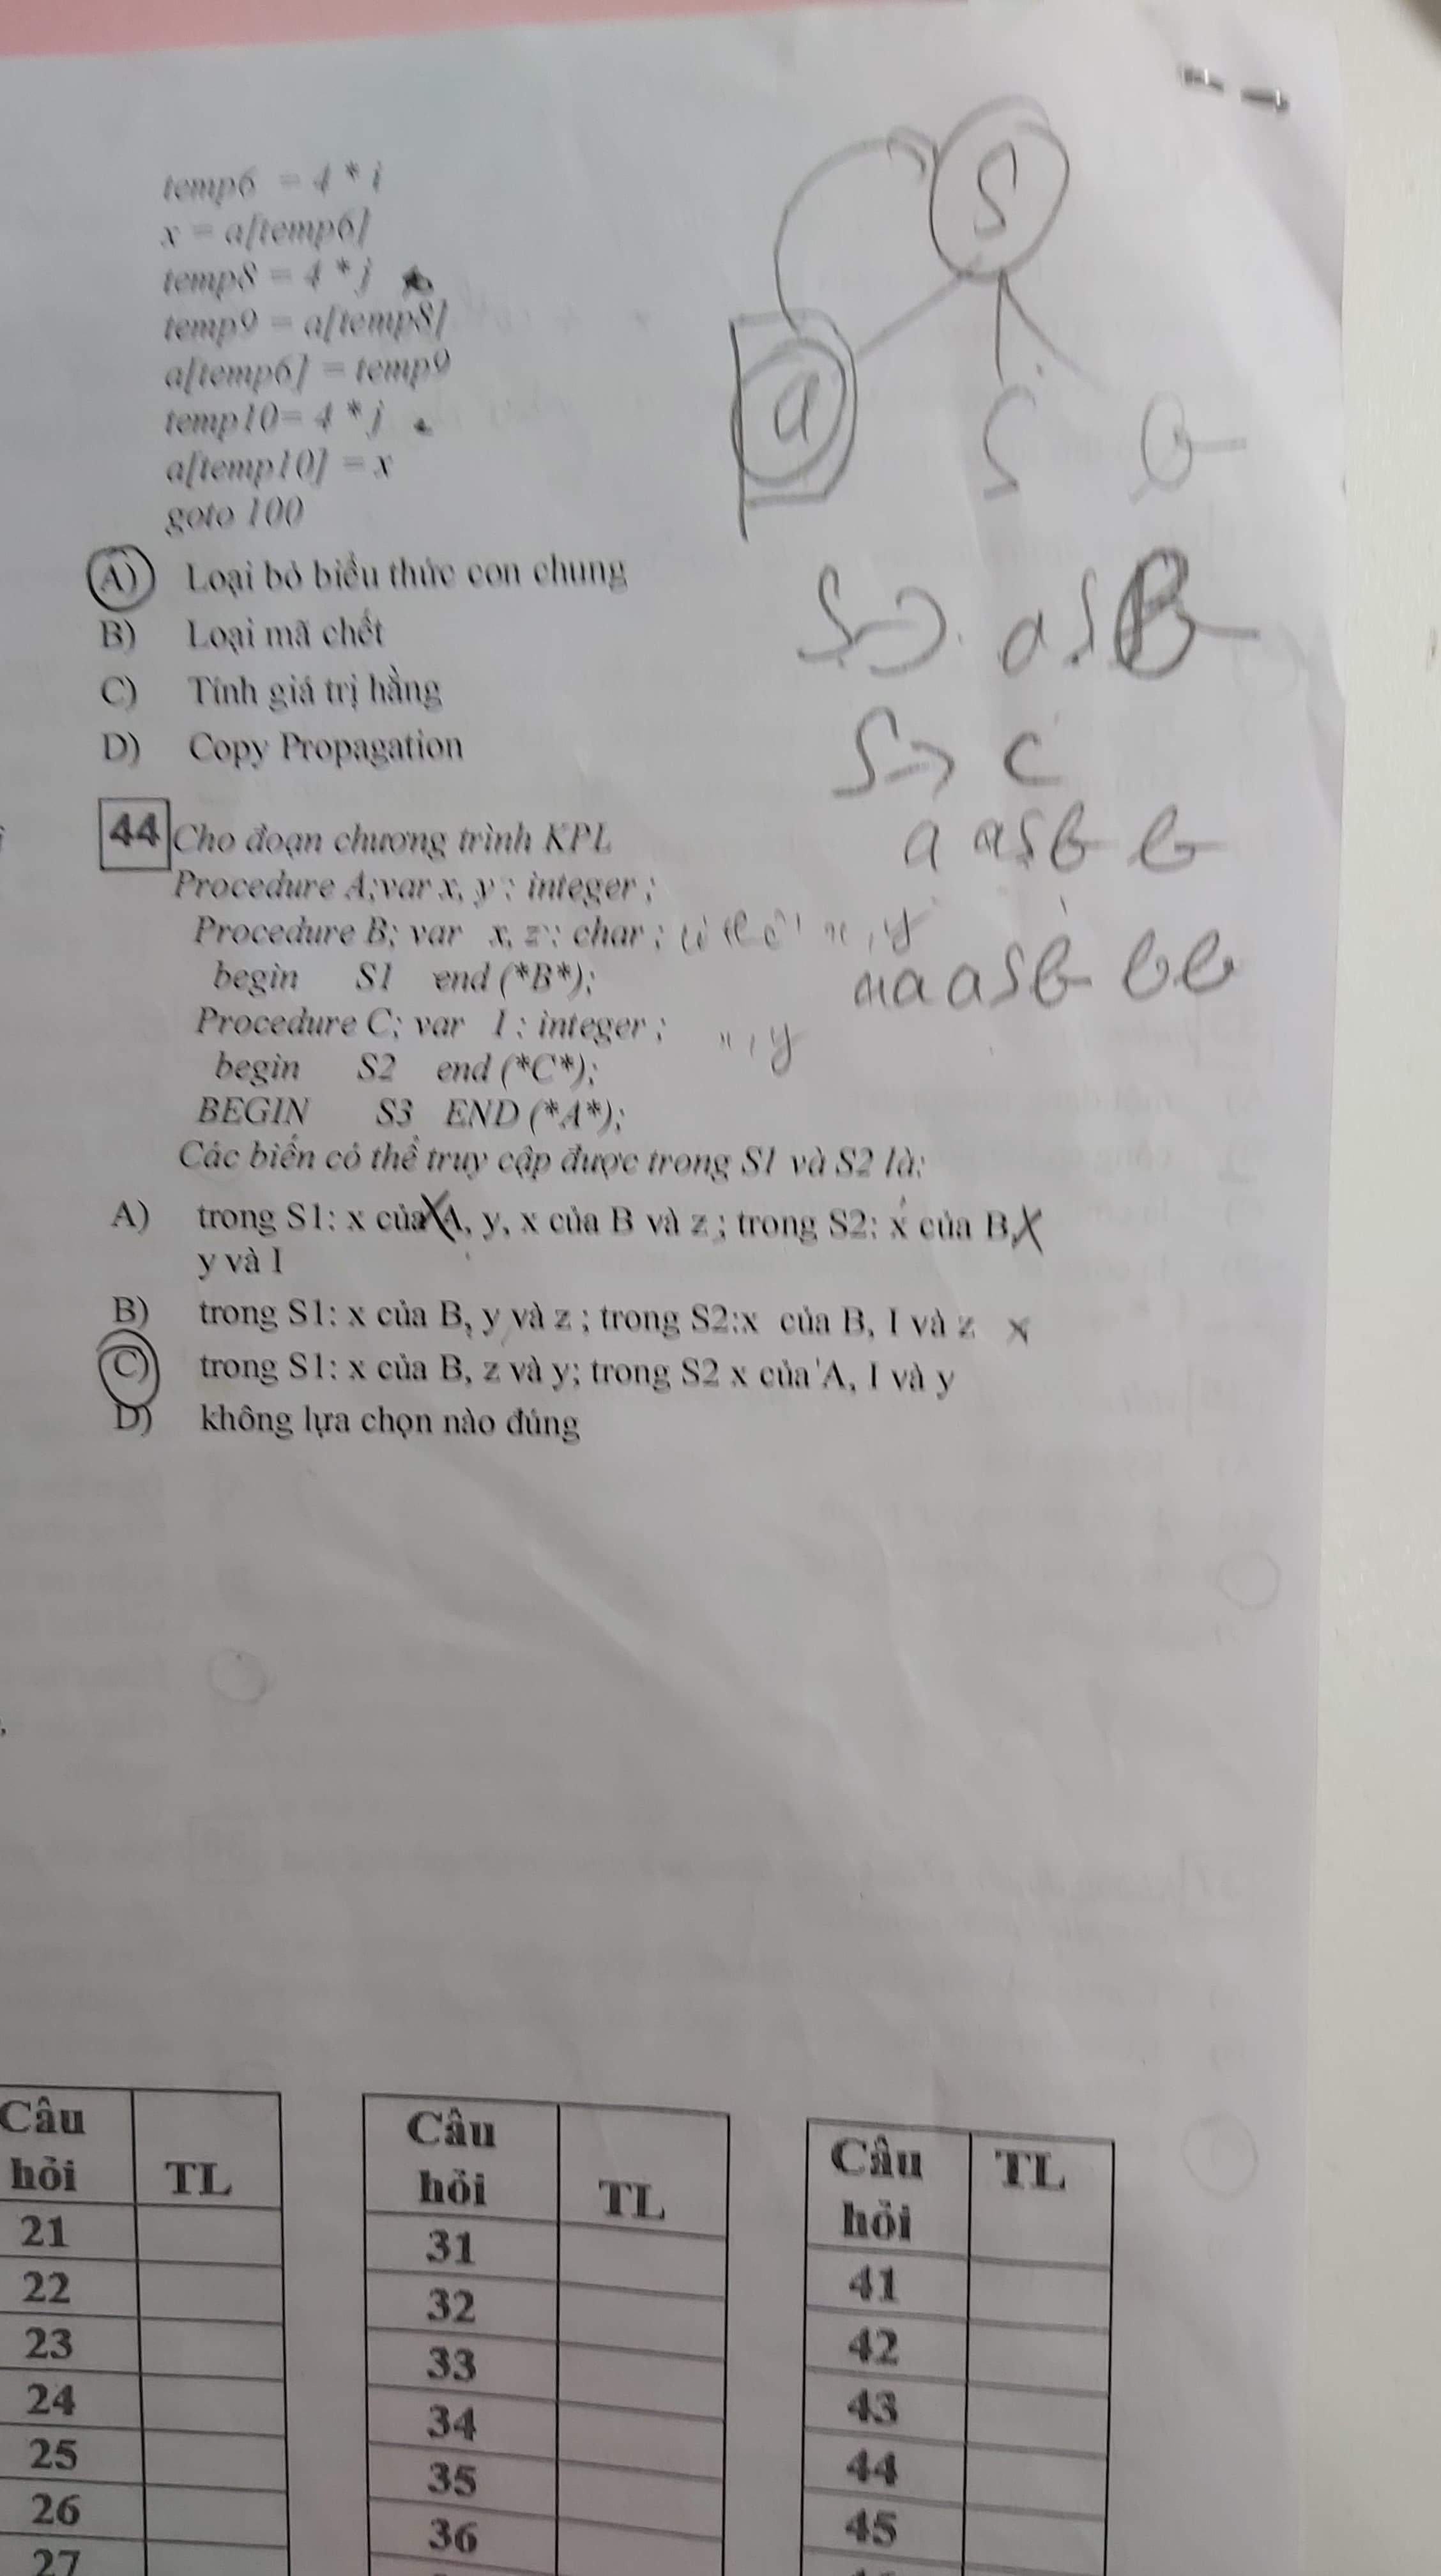 temp6 = 4 * i
x = a[temp6]
temp8 = 4 * j
temp9 = a[temp8]
a[temp6] = temp9
temp10= 4 * j
a[temp10] = x
goto 100
A) Loại bỏ biểu thức con chung
B) Loại mã chết
C) Tính giá trị hằng
D) Copy Propagation
S
a S b
S -> a S B
S -> c
a a S b b
a a a S b b b
44 Cho đoạn chương trình KPL
Procedure A;var x, y : integer ;
Procedure B; var x, z : char ;
begin S1 end (*B*);
Procedure C; var I : integer ; x, y
begin S2 end (*C*);
BEGIN S3 END (*A*);
Các biến có thể truy cập được trong S1 và S2 là:
A) trong S1: x của A, y, x của B và z ; trong S2: x của B,
y và I
B) trong S1: x của B, y và z ; trong S2:x của B, I và z
C) trong S1: x của B, z và y; trong S2 x của A, I và y
D) không lựa chọn nào đúng
Câu hỏi TL
21
22
23
24
25
26
27
Câu hỏi TL
31
32
33
34
35
36
Câu hỏi TL
41
42
43
44
45